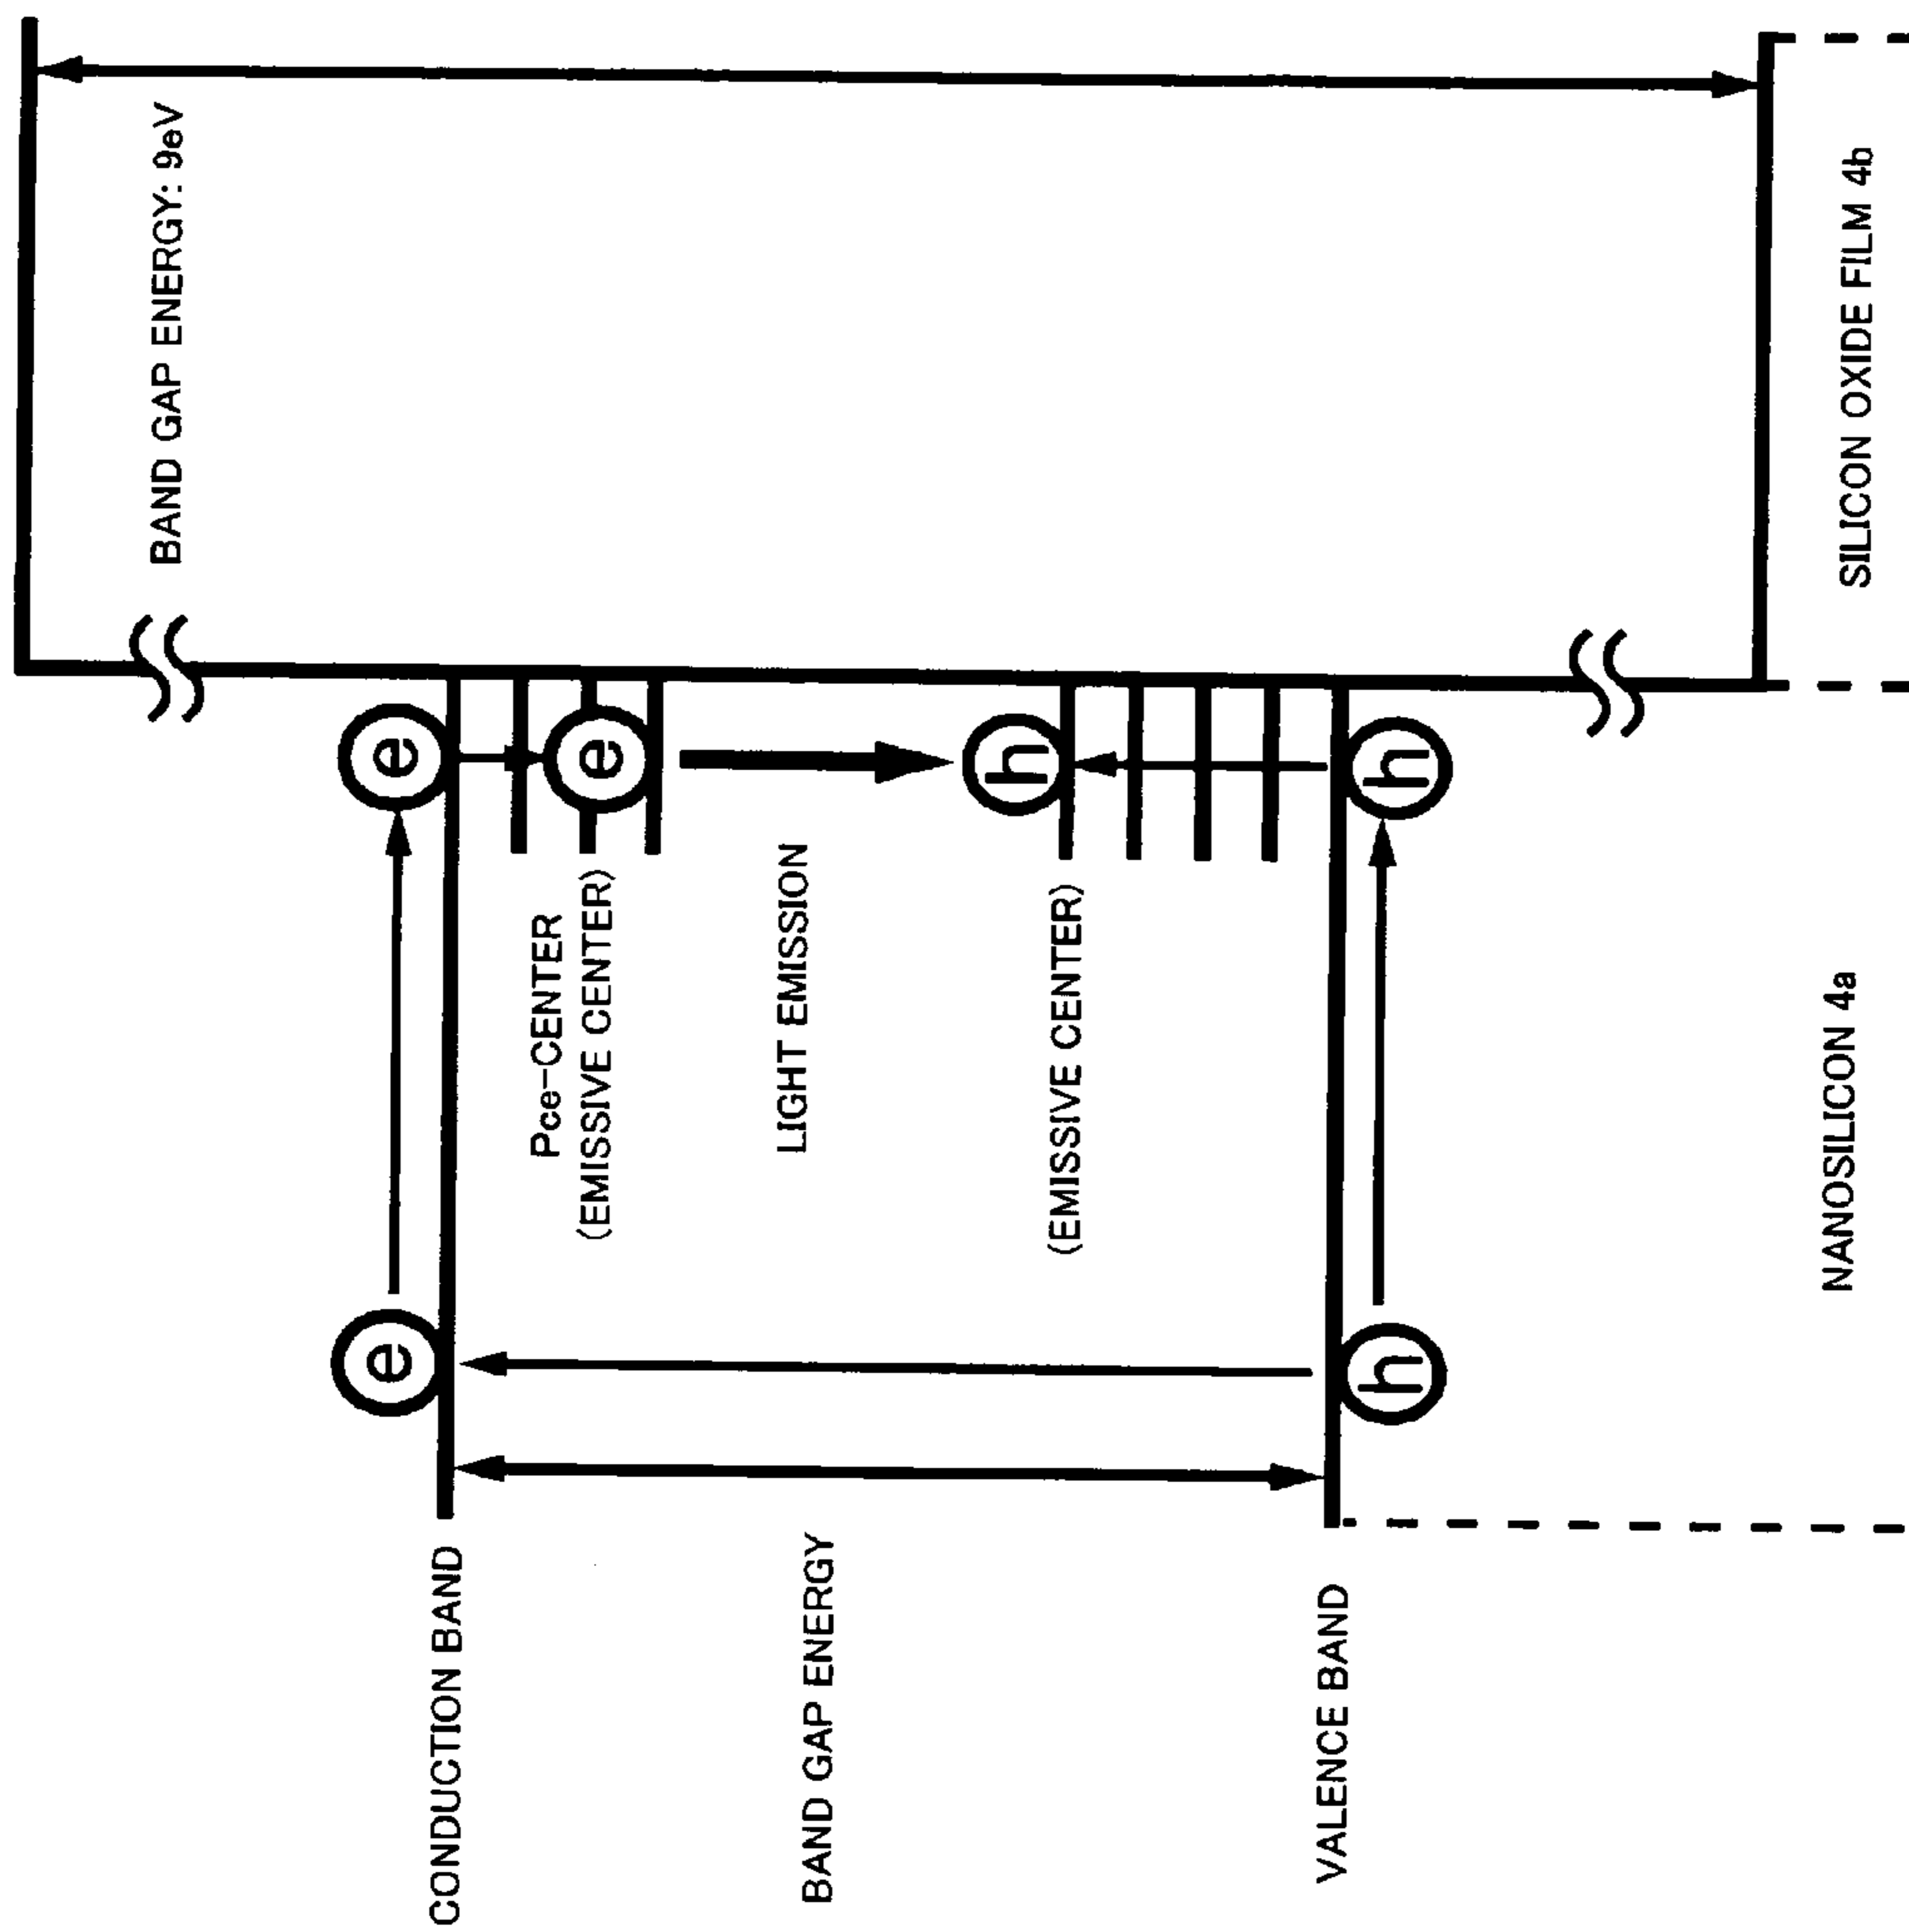 BAND GAP ENERGY: 9eV
e
e
CONDUCTION BAND
Pce-CENTER
(EMISSIVE CENTER)
e
LIGHT EMISSION
BAND GAP ENERGY
h
(EMISSIVE CENTER)
VALENCE BAND
h
h
NANOSILICON 4a
SILICON OXIDE FILM 4b